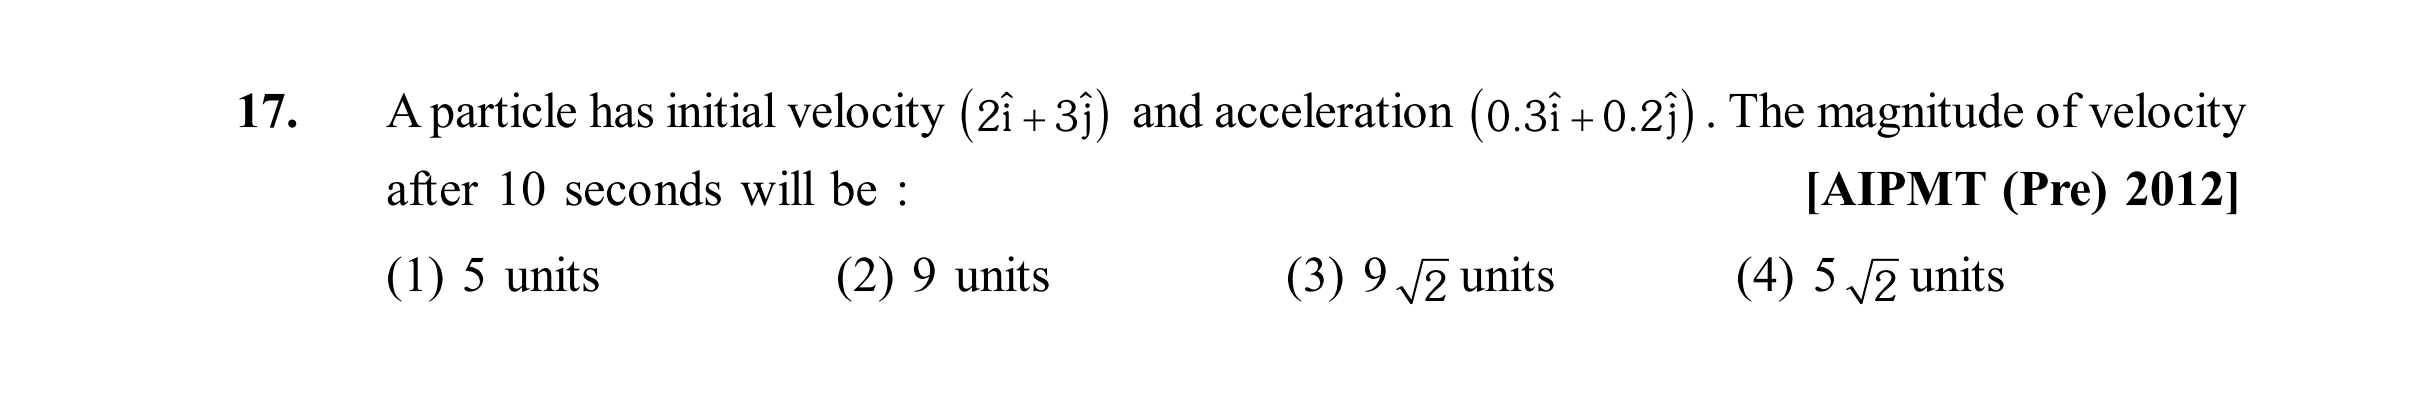 17. A particle has initial velocity (2î + 3ĵ) and acceleration (0.3î + 0.2ĵ). The magnitude of velocity
after 10 seconds will be : [AIPMT (Pre) 2012]
(1) 5 units (2) 9 units (3) 9√2 units (4) 5√2 units